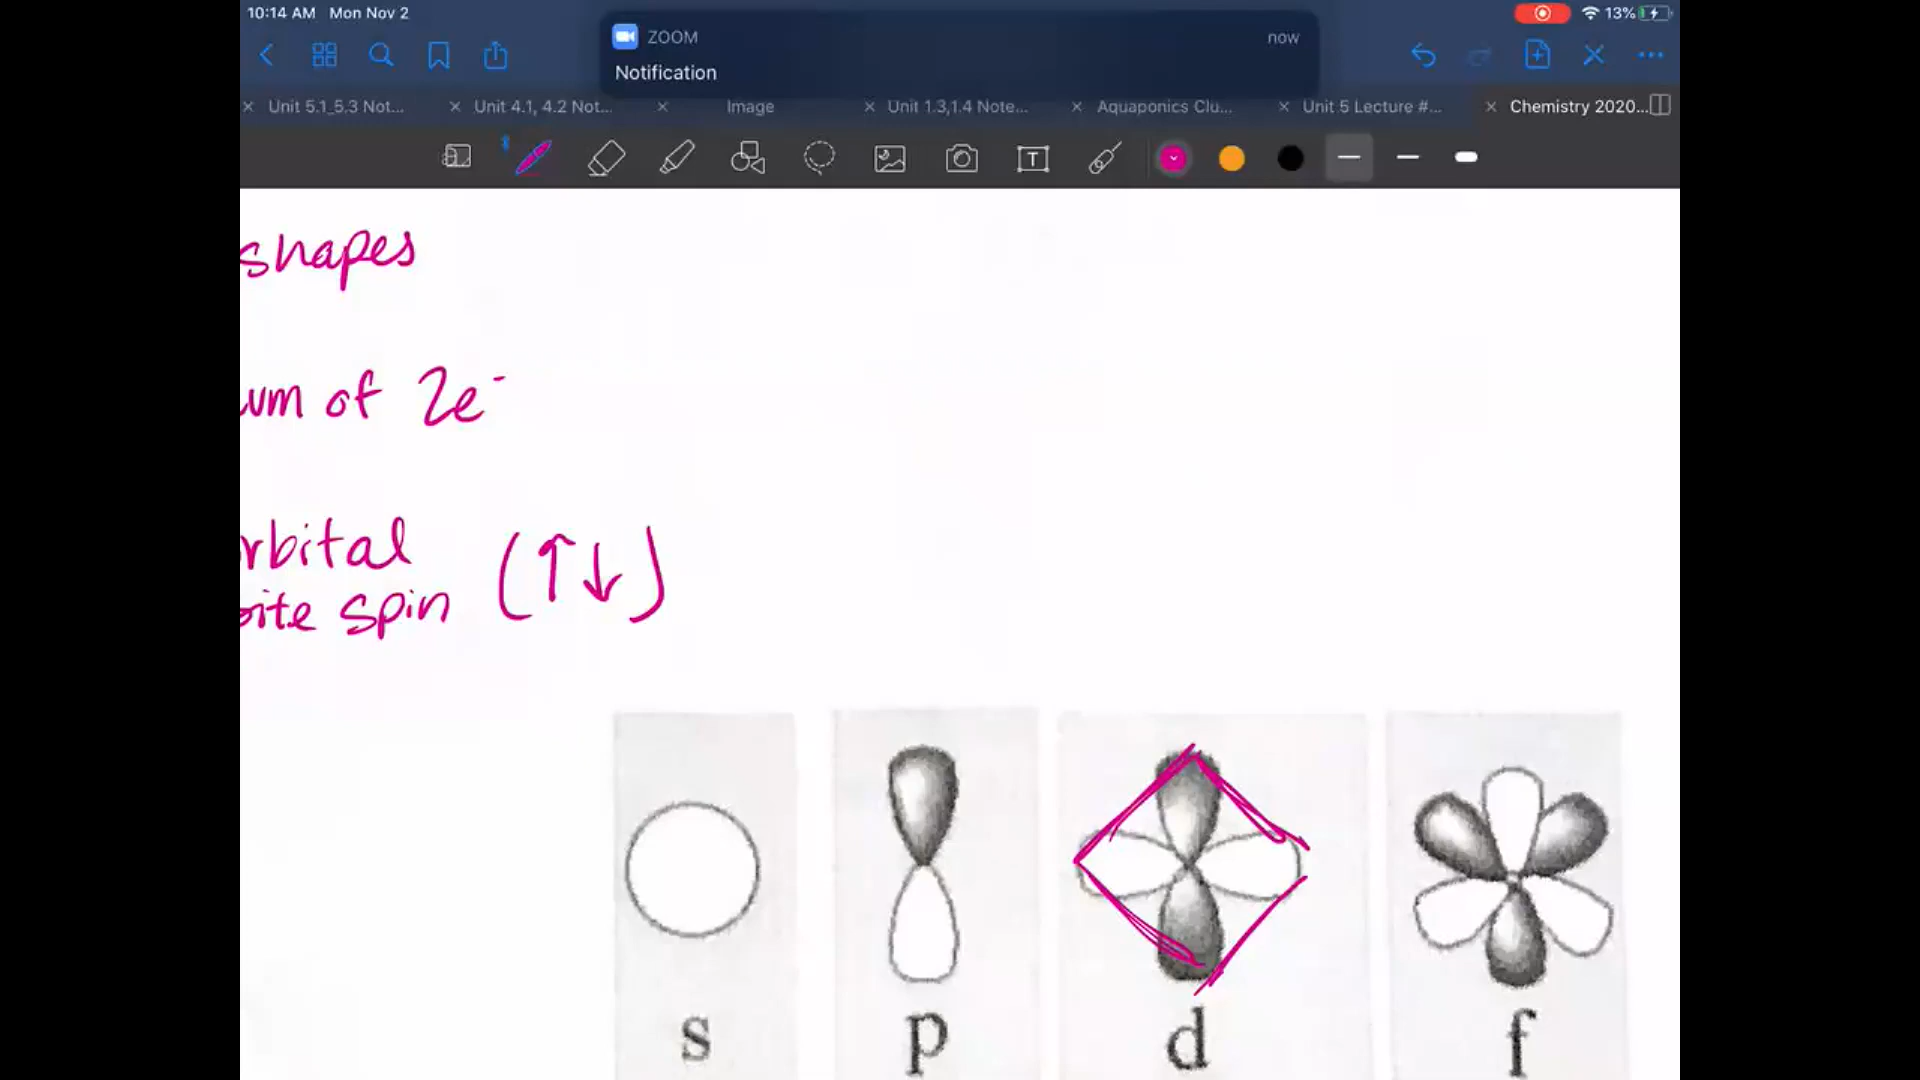 10:14 AM Mon Nov 2
13%
ZOOM
now
Notification
Unit 5.1_5.3 Not...
Unit 4.1, 4.2 Not...
Image
Unit 1.3,1.4 Note...
Aquaponics Clu...
Unit 5 Lecture #...
Chemistry 2020...
T
shapes
um of 2e⁻
rbital (↑↓)
site spin
s p d f